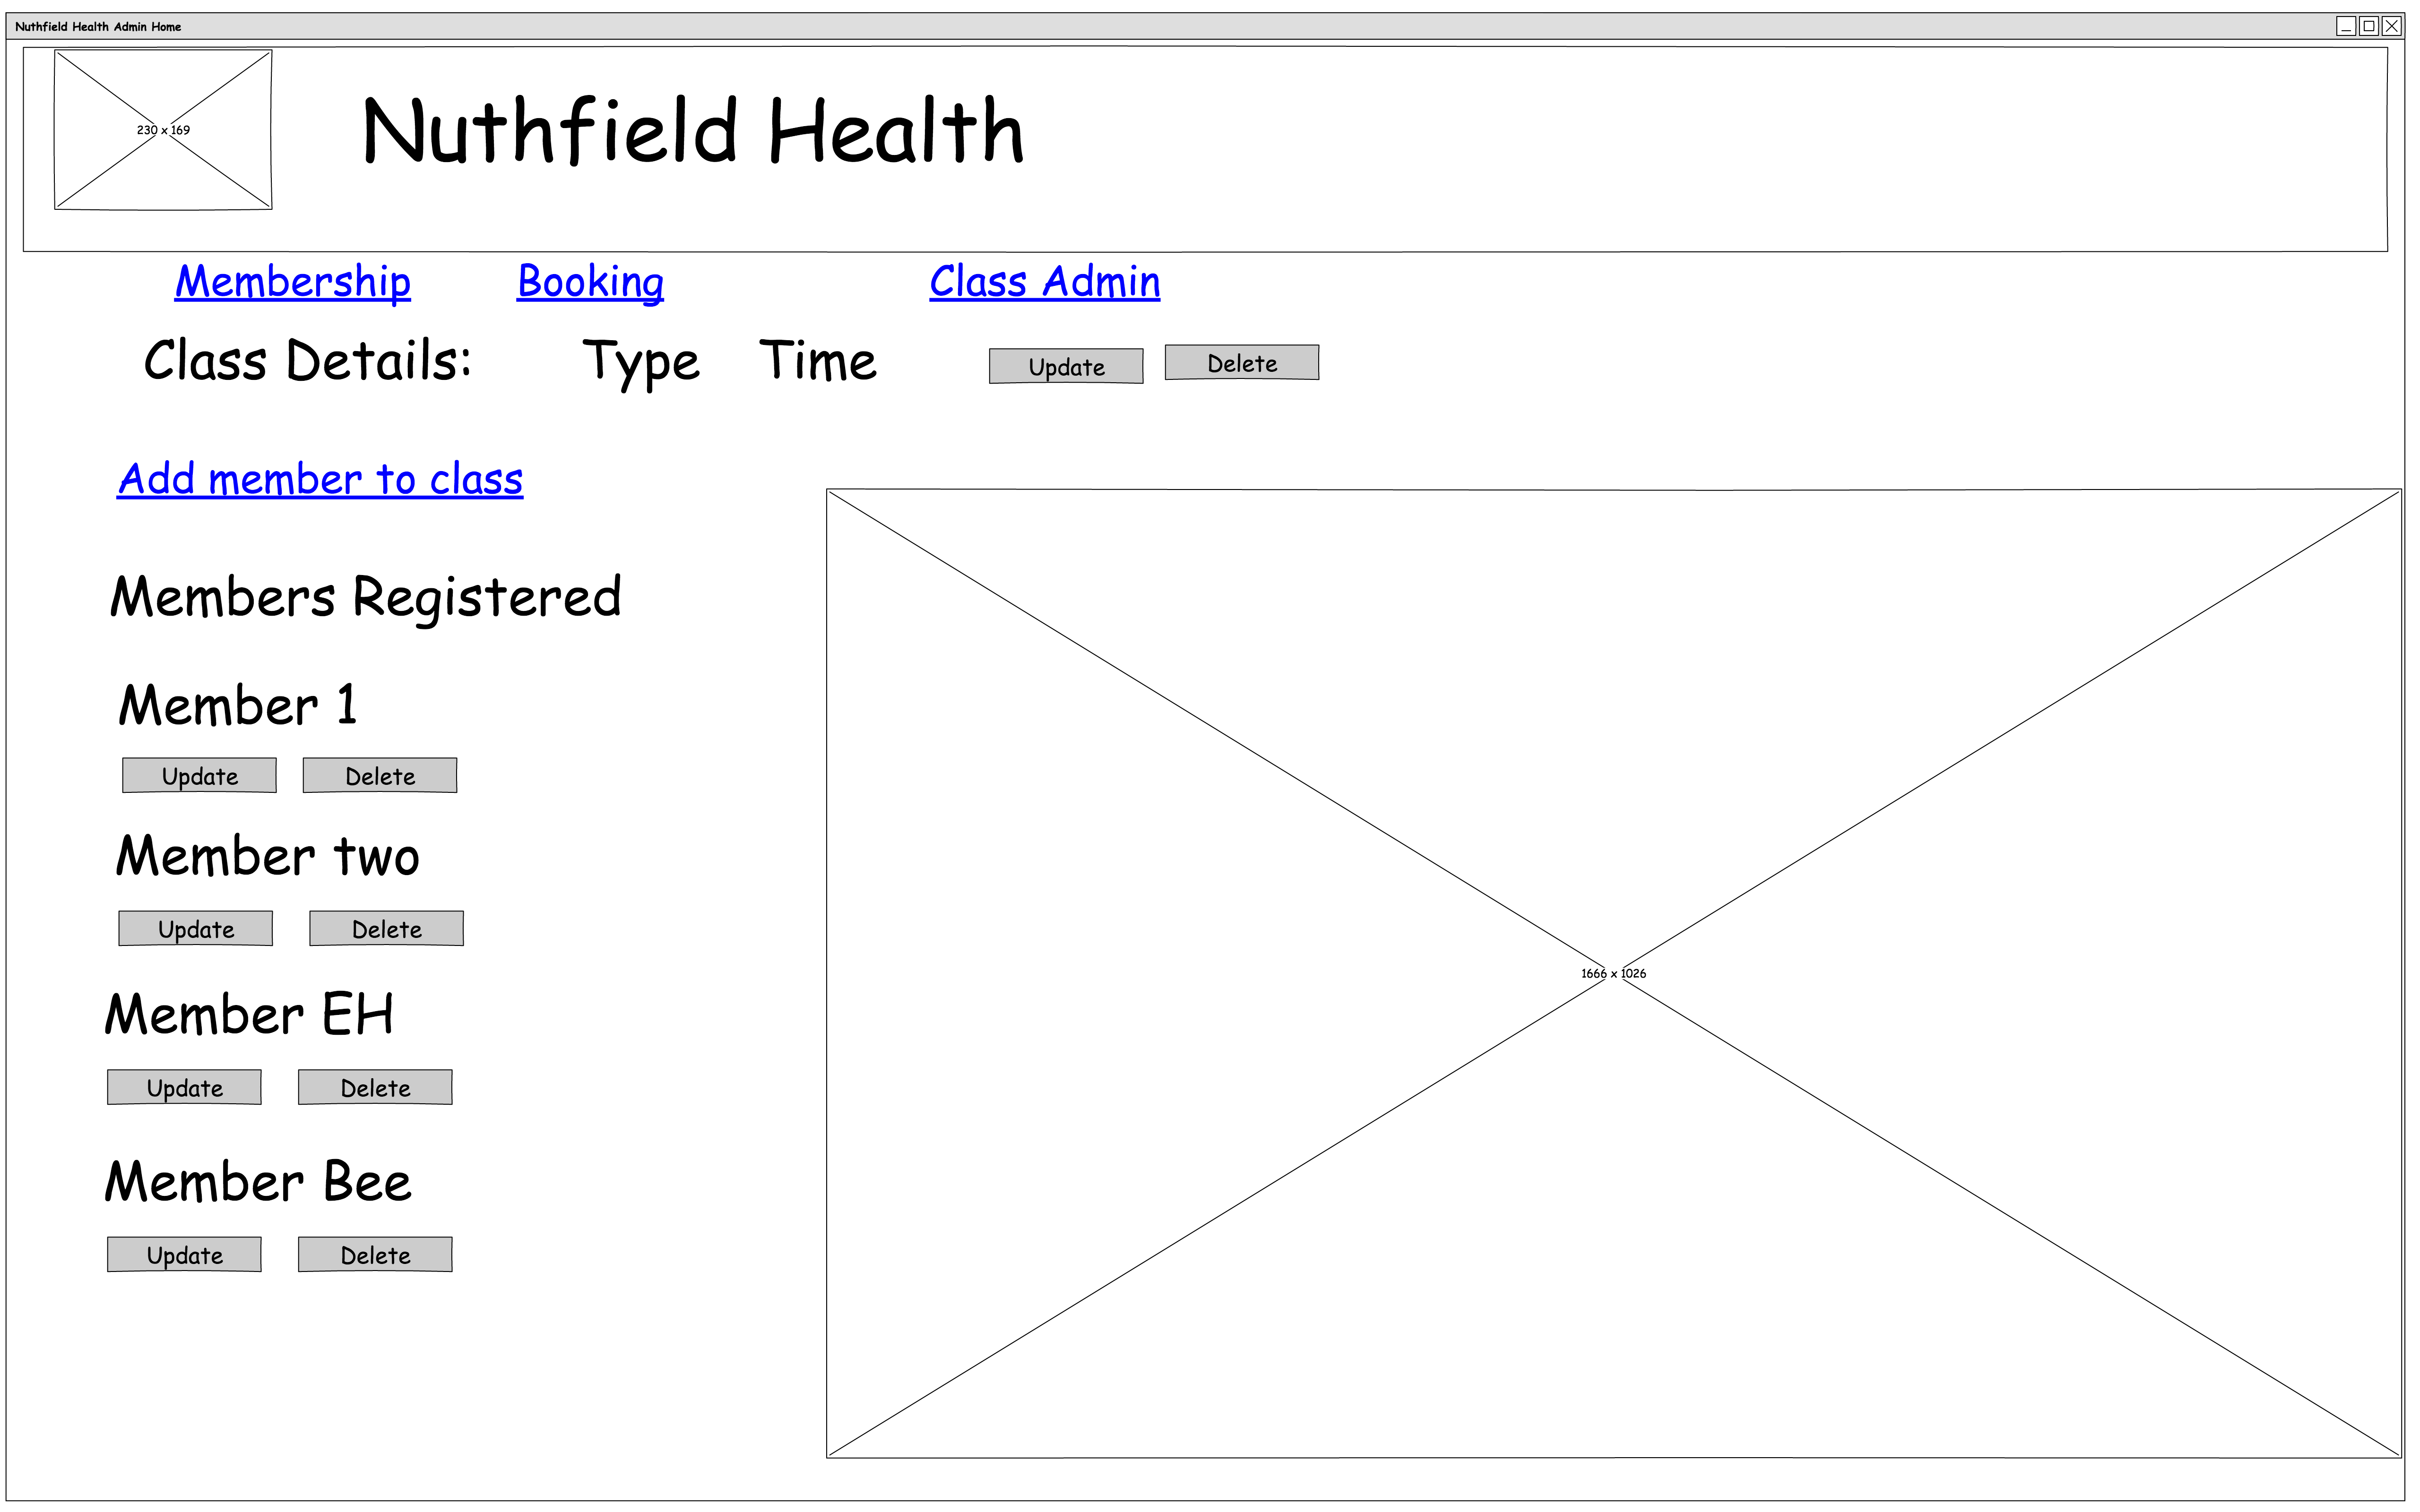 Nuthfield Health Admin Home
230 x 169
Nuthfield Health
Membership Booking Class Admin
Class Details: Type Time Update Delete
Add member to class
Members Registered
Member 1
Update Delete
Member two
Update Delete
1666 x 1026
Member EH
Update Delete
Member Bee
Update Delete